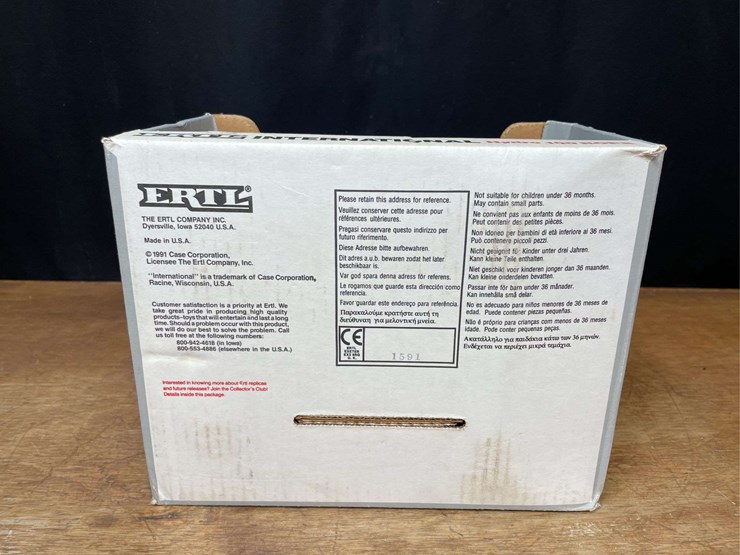 INTERNATIONAL
ERTL®
THE ERTL COMPANY INC.
Dyersville, Iowa 52040 U.S.A.
Made in U.S.A.
© 1991 Case Corporation,
Licensee The Ertl Company, Inc.
"International" is a trademark of Case Corporation,
Racine, Wisconsin, U.S.A.
Customer satisfaction is a priority at Ertl. We
take great pride in producing high quality
products-toys that will entertain and last a long
time. Should a problem occur with this product,
we will do our best to solve the problem. Call
us toll free at the following numbers:
800-942-4618 (in Iowa)
800-553-4886 (elsewhere in the U.S.A.)
Interested in knowing more about Ertl replicas
and future releases? Join the Collector's Club!
Details inside this package.
Please retain this address for reference.
Veuillez conserver cette adresse pour
références ultérieures.
Pregasi conservare questo indirizzo per
futuro riferimento.
Diese Adresse bitte aufbewahren.
Dit adres a.u.b. bewaren zodat het later
beschikbaar is.
Var god spara denna adress för referens.
Le rogamos que guarde esta dirección como
referencia.
Favor guardar este endereço para referência.
Παρακαλούμε κρατήστε αυτή τη
διεύθυναη για μελοντική μνεία.
CE
1591
Not suitable for children under 36 months.
May contain small parts.
Ne convient pas aux enfants de moins de 36 mois.
Peut contenir des petites pièces.
Non idoneo per bambini di età inferiore ai 36 mesi.
Può contenere piccoli pezzi.
Nicht geeignet für Kinder unter drei Jahren.
Kann kleine Teile enthalten.
Niet geschikt voor kinderen jonger dan 36 maanden.
Kan kleine onderdelen bevatten.
Passar inte för barn under 36 månader.
Kan innehålla små delar.
No es adecuado para niños menores de 36 meses de
edad. Puede contener piezas pequeñas.
Não é próprio para crianças com menos de 36 meses de
idade. Pode conter pequenas peças.
Ακατάλληλο για παιδάκια κάτω των 36 μηνών.
Ενδέχεται να περιέχει μικρά τεμάχια.